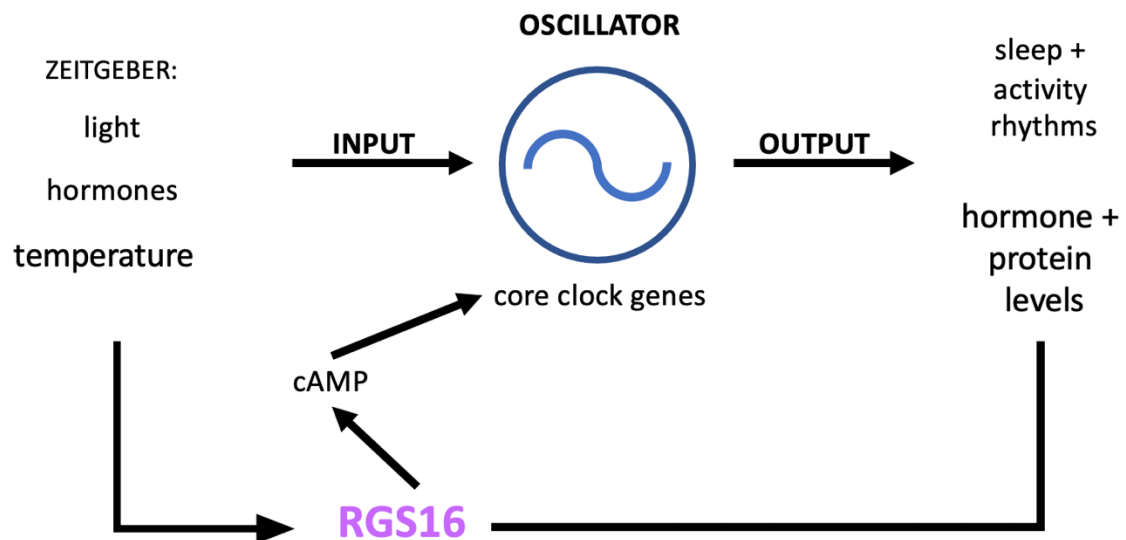 OSCILLATOR
ZEITGEBER:
light
hormones
temperature
INPUT
OUTPUT
sleep +
activity
rhythms
hormone +
protein
levels
core clock genes
cAMP
RGS16